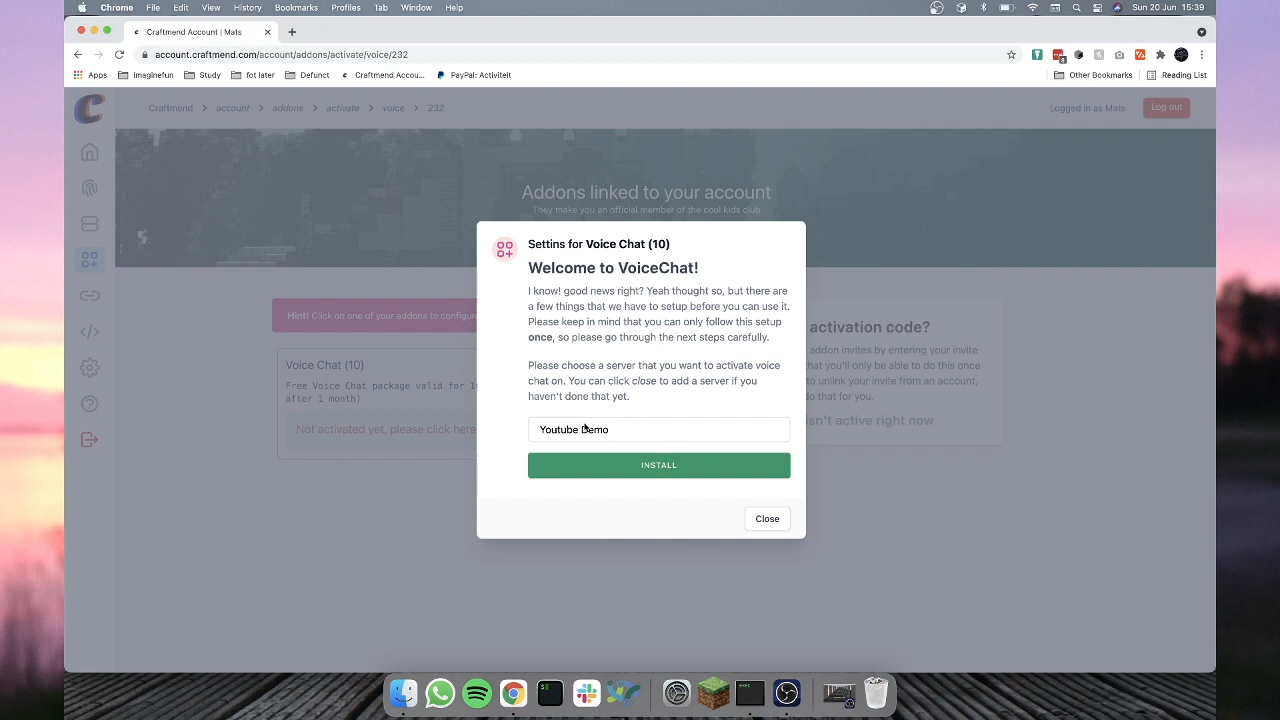 Chrome File Edit View History Bookmarks Profiles Tab Window Help Sun 20 Jun 15:39
Craftmend Account | Mats
account.craftmend.com/account/addons/activate/voice/232
Apps imaginefun Study fot later Defunct Craftmend Accou... PayPal: Activiteit Other Bookmarks Reading List
Craftmend > account > addons > activate > voice > 232 Logged in as Mats Log out
Addons linked to your account
They make you an official member of the cool kids club
Settins for Voice Chat (10)
Welcome to VoiceChat!
I know! good news right? Yeah thought so, but there are
a few things that we have to setup before you can use it.
Please keep in mind that you can only follow this setup
once, so please go through the next steps carefully.
Please choose a server that you want to activate voice
chat on. You can click close to add a server if you
haven't done that yet.
Youtube Demo
INSTALL
Close
Hint! Click on one of your addons to configur
Voice Chat (10)
Free Voice Chat package valid for 1
after 1 month)
Not activated yet, please click here
activation code?
addon invites by entering your invite
that you'll only be able to do this once
to unlink your invite from an account,
do that for you.
isn't active right now